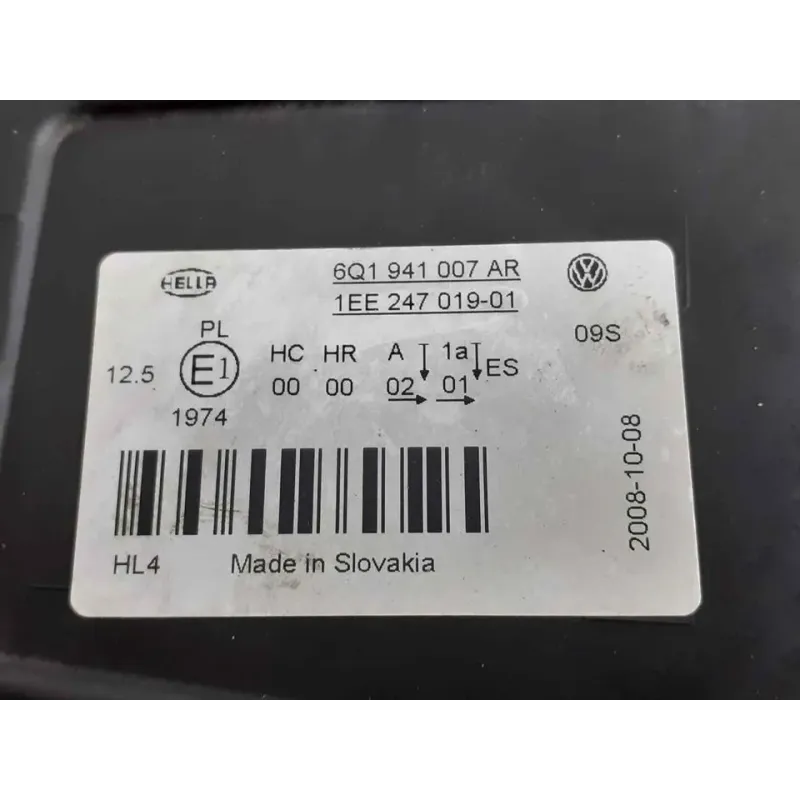 HELLA
6Q1 941 007 AR
1EE 247 019-01
VW
09S
PL
12.5 E1 HC HR A 1a ES
00 00 02 01
1974
2008-10-08
HL4 Made in Slovakia